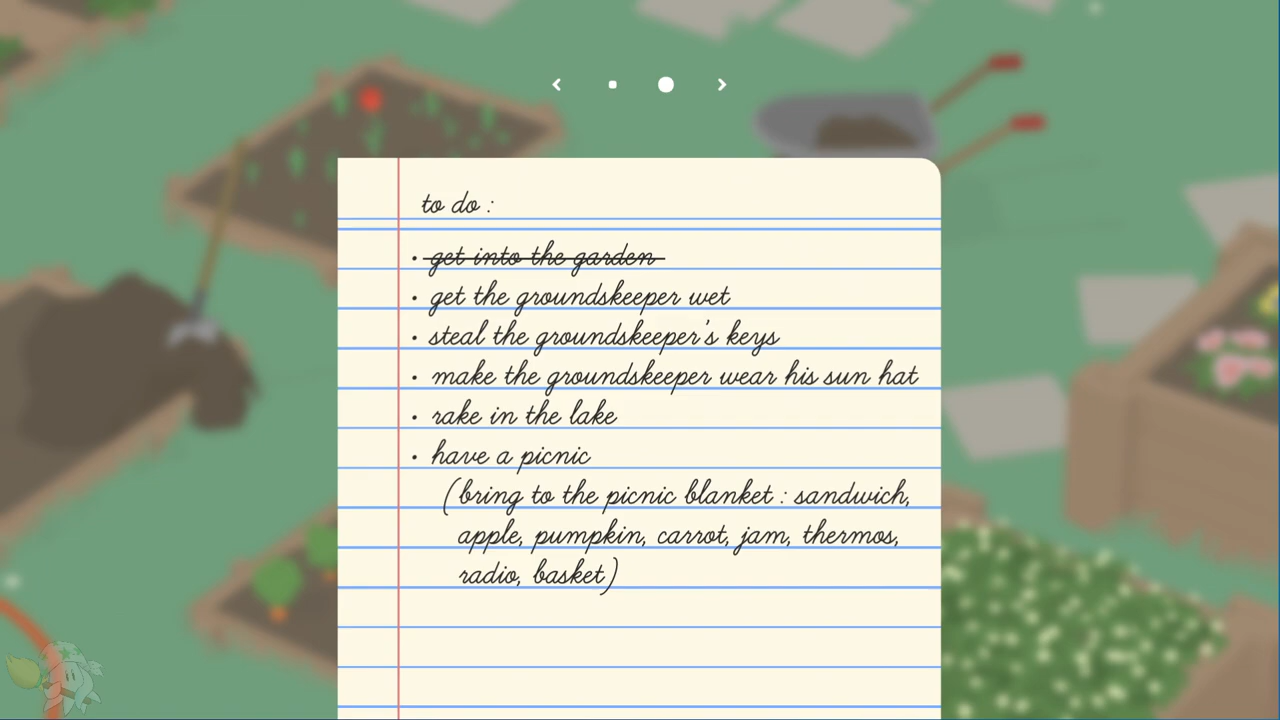 to do :
• get into the garden
• get the groundskeeper wet
• steal the groundskeeper's keys
• make the groundskeeper wear his sun hat
• rake in the lake
• have a picnic
(bring to the picnic blanket : sandwich,
apple, pumpkin, carrot, jam, thermos,
radio, basket)